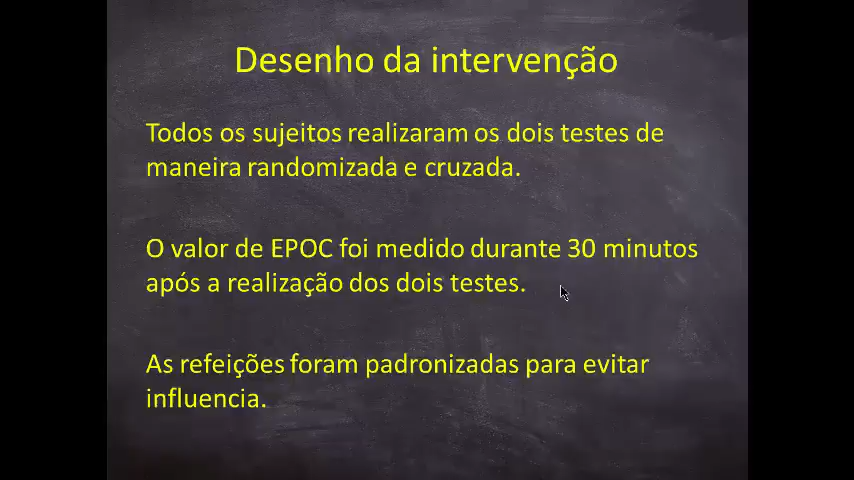 Desenho da intervenção
Todos os sujeitos realizaram os dois testes de
maneira randomizada e cruzada.
O valor de EPOC foi medido durante 30 minutos
após a realização dos dois testes.
As refeições foram padronizadas para evitar
influencia.